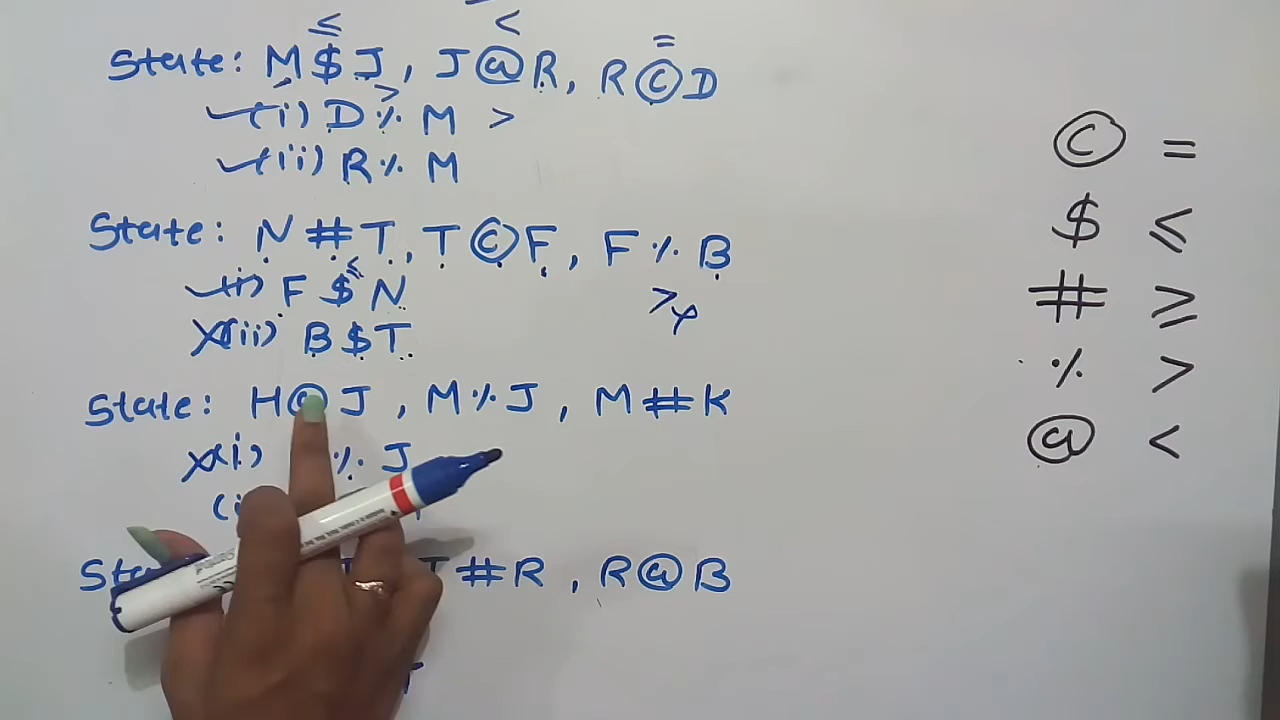 ≤ <
State: M $ J , J @ R, R © D =
>
(i) D % M >
(ii) R % M
State: N # T, T © F, F % B
(i) F $ N ≤
>
(ii) B $ T
State: H @ J , M % J , M # K
(i) % J
# R , R @ B
© =
$ ≤
# ≥
% >
@ <